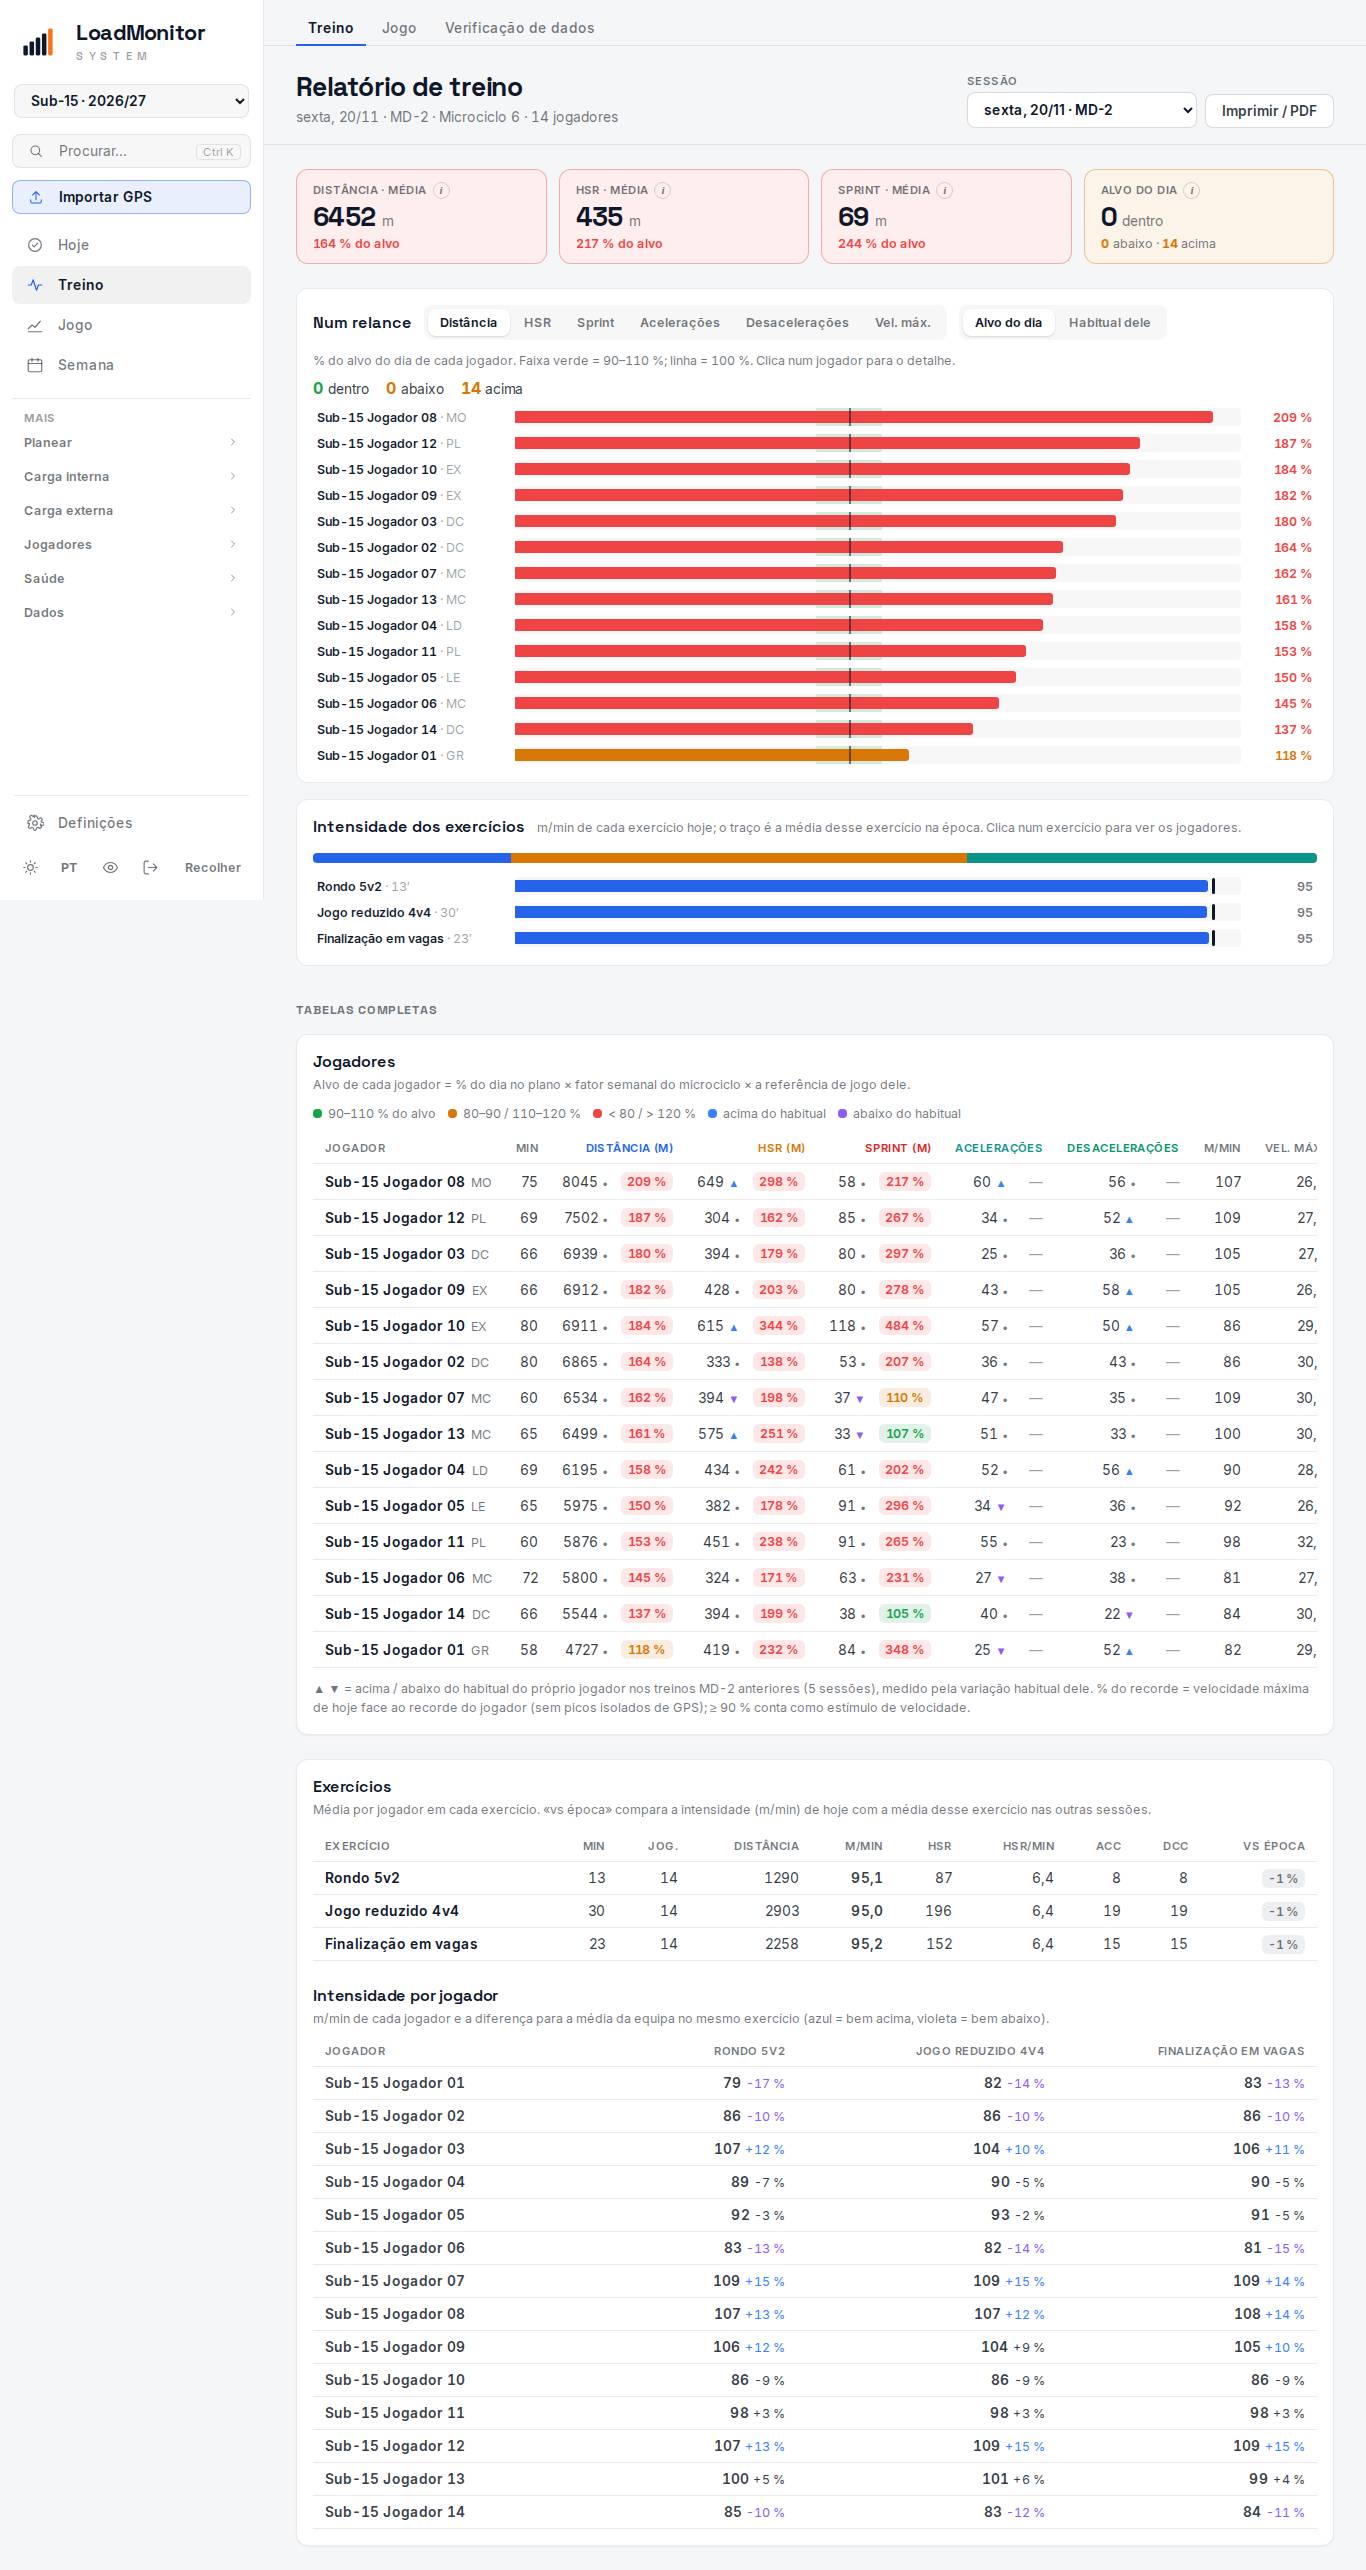 LoadMonitor
SYSTEM
Sub-15 · 2026/27
Procurar... Ctrl K
Importar GPS
Hoje
Treino
Jogo
Semana
MAIS
Planear
Carga interna
Carga externa
Jogadores
Saúde
Dados
Definições
PT Recolher
Treino Jogo Verificação de dados
Relatório de treino
sexta, 20/11 · MD-2 · Microciclo 6 · 14 jogadores
SESSÃO
sexta, 20/11 · MD-2 Imprimir / PDF
DISTÂNCIA · MÉDIA i
6452 m
164 % do alvo
HSR · MÉDIA i
435 m
217 % do alvo
SPRINT · MÉDIA i
69 m
244 % do alvo
ALVO DO DIA i
0 dentro
0 abaixo · 14 acima
Num relance Distância HSR Sprint Acelerações Desacelerações Vel. máx. Alvo do dia Habitual dele
% do alvo do dia de cada jogador. Faixa verde = 90–110 %; linha = 100 %. Clica num jogador para o detalhe.
0 dentro 0 abaixo 14 acima
Sub-15 Jogador 08 · MO 209 %
Sub-15 Jogador 12 · PL 187 %
Sub-15 Jogador 10 · EX 184 %
Sub-15 Jogador 09 · EX 182 %
Sub-15 Jogador 03 · DC 180 %
Sub-15 Jogador 02 · DC 164 %
Sub-15 Jogador 07 · MC 162 %
Sub-15 Jogador 13 · MC 161 %
Sub-15 Jogador 04 · LD 158 %
Sub-15 Jogador 11 · PL 153 %
Sub-15 Jogador 05 · LE 150 %
Sub-15 Jogador 06 · MC 145 %
Sub-15 Jogador 14 · DC 137 %
Sub-15 Jogador 01 · GR 118 %
Intensidade dos exercícios m/min de cada exercício hoje; o traço é a média desse exercício na época. Clica num exercício para ver os jogadores.
Rondo 5v2 · 13' 95
Jogo reduzido 4v4 · 30' 95
Finalização em vagas · 23' 95
TABELAS COMPLETAS
Jogadores
Alvo de cada jogador = % do dia no plano × fator semanal do microciclo × a referência de jogo dele.
90–110 % do alvo 80–90 / 110–120 % < 80 / > 120 % acima do habitual abaixo do habitual
JOGADOR MIN DISTÂNCIA (M) HSR (M) SPRINT (M) ACELERAÇÕES DESACELERAÇÕES M/MIN VEL. MÁX
Sub-15 Jogador 08 MO 75 8045 • 209 % 649 ▲ 298 % 58 • 217 % 60 ▲ — 56 • — 107 26,
Sub-15 Jogador 12 PL 69 7502 • 187 % 304 • 162 % 85 • 267 % 34 • — 52 ▲ — 109 27,
Sub-15 Jogador 03 DC 66 6939 • 180 % 394 • 179 % 80 • 297 % 25 • — 36 • — 105 27,
Sub-15 Jogador 09 EX 66 6912 • 182 % 428 • 203 % 80 • 278 % 43 • — 58 ▲ — 105 26,
Sub-15 Jogador 10 EX 80 6911 • 184 % 615 ▲ 344 % 118 • 484 % 57 • — 50 ▲ — 86 29,
Sub-15 Jogador 02 DC 80 6865 • 164 % 333 • 138 % 53 • 207 % 36 • — 43 • — 86 30,
Sub-15 Jogador 07 MC 60 6534 • 162 % 394 ▼ 198 % 37 ▼ 110 % 47 • — 35 • — 109 30,
Sub-15 Jogador 13 MC 65 6499 • 161 % 575 ▲ 251 % 33 ▼ 107 % 51 • — 33 • — 100 30,
Sub-15 Jogador 04 LD 69 6195 • 158 % 434 • 242 % 61 • 202 % 52 • — 56 ▲ — 90 28,
Sub-15 Jogador 05 LE 65 5975 • 150 % 382 • 178 % 91 • 296 % 34 ▼ — 36 • — 92 26,
Sub-15 Jogador 11 PL 60 5876 • 153 % 451 • 238 % 91 • 265 % 55 • — 23 • — 98 32,
Sub-15 Jogador 06 MC 72 5800 • 145 % 324 • 171 % 63 • 231 % 27 ▼ — 38 • — 81 27,
Sub-15 Jogador 14 DC 66 5544 • 137 % 394 • 199 % 38 • 105 % 40 • — 22 ▼ — 84 30,
Sub-15 Jogador 01 GR 58 4727 • 118 % 419 • 232 % 84 • 348 % 25 ▼ — 52 ▲ — 82 29,
▲ ▼ = acima / abaixo do habitual do próprio jogador nos treinos MD-2 anteriores (5 sessões), medido pela variação habitual dele. % do recorde = velocidade máxima
de hoje face ao recorde do jogador (sem picos isolados de GPS); ≥ 90 % conta como estímulo de velocidade.
Exercícios
Média por jogador em cada exercício. «vs época» compara a intensidade (m/min) de hoje com a média desse exercício nas outras sessões.
EXERCÍCIO MIN JOG. DISTÂNCIA M/MIN HSR HSR/MIN ACC DCC VS ÉPOCA
Rondo 5v2 13 14 1290 95,1 87 6,4 8 8 -1 %
Jogo reduzido 4v4 30 14 2903 95,0 196 6,4 19 19 -1 %
Finalização em vagas 23 14 2258 95,2 152 6,4 15 15 -1 %
Intensidade por jogador
m/min de cada jogador e a diferença para a média da equipa no mesmo exercício (azul = bem acima, violeta = bem abaixo).
JOGADOR RONDO 5V2 JOGO REDUZIDO 4V4 FINALIZAÇÃO EM VAGAS
Sub-15 Jogador 01 79 -17 % 82 -14 % 83 -13 %
Sub-15 Jogador 02 86 -10 % 86 -10 % 86 -10 %
Sub-15 Jogador 03 107 +12 % 104 +10 % 106 +11 %
Sub-15 Jogador 04 89 -7 % 90 -5 % 90 -5 %
Sub-15 Jogador 05 92 -3 % 93 -2 % 91 -5 %
Sub-15 Jogador 06 83 -13 % 82 -14 % 81 -15 %
Sub-15 Jogador 07 109 +15 % 109 +15 % 109 +14 %
Sub-15 Jogador 08 107 +13 % 107 +12 % 108 +14 %
Sub-15 Jogador 09 106 +12 % 104 +9 % 105 +10 %
Sub-15 Jogador 10 86 -9 % 86 -9 % 86 -9 %
Sub-15 Jogador 11 98 +3 % 98 +3 % 98 +3 %
Sub-15 Jogador 12 107 +13 % 109 +15 % 109 +15 %
Sub-15 Jogador 13 100 +5 % 101 +6 % 99 +4 %
Sub-15 Jogador 14 85 -10 % 83 -12 % 84 -11 %